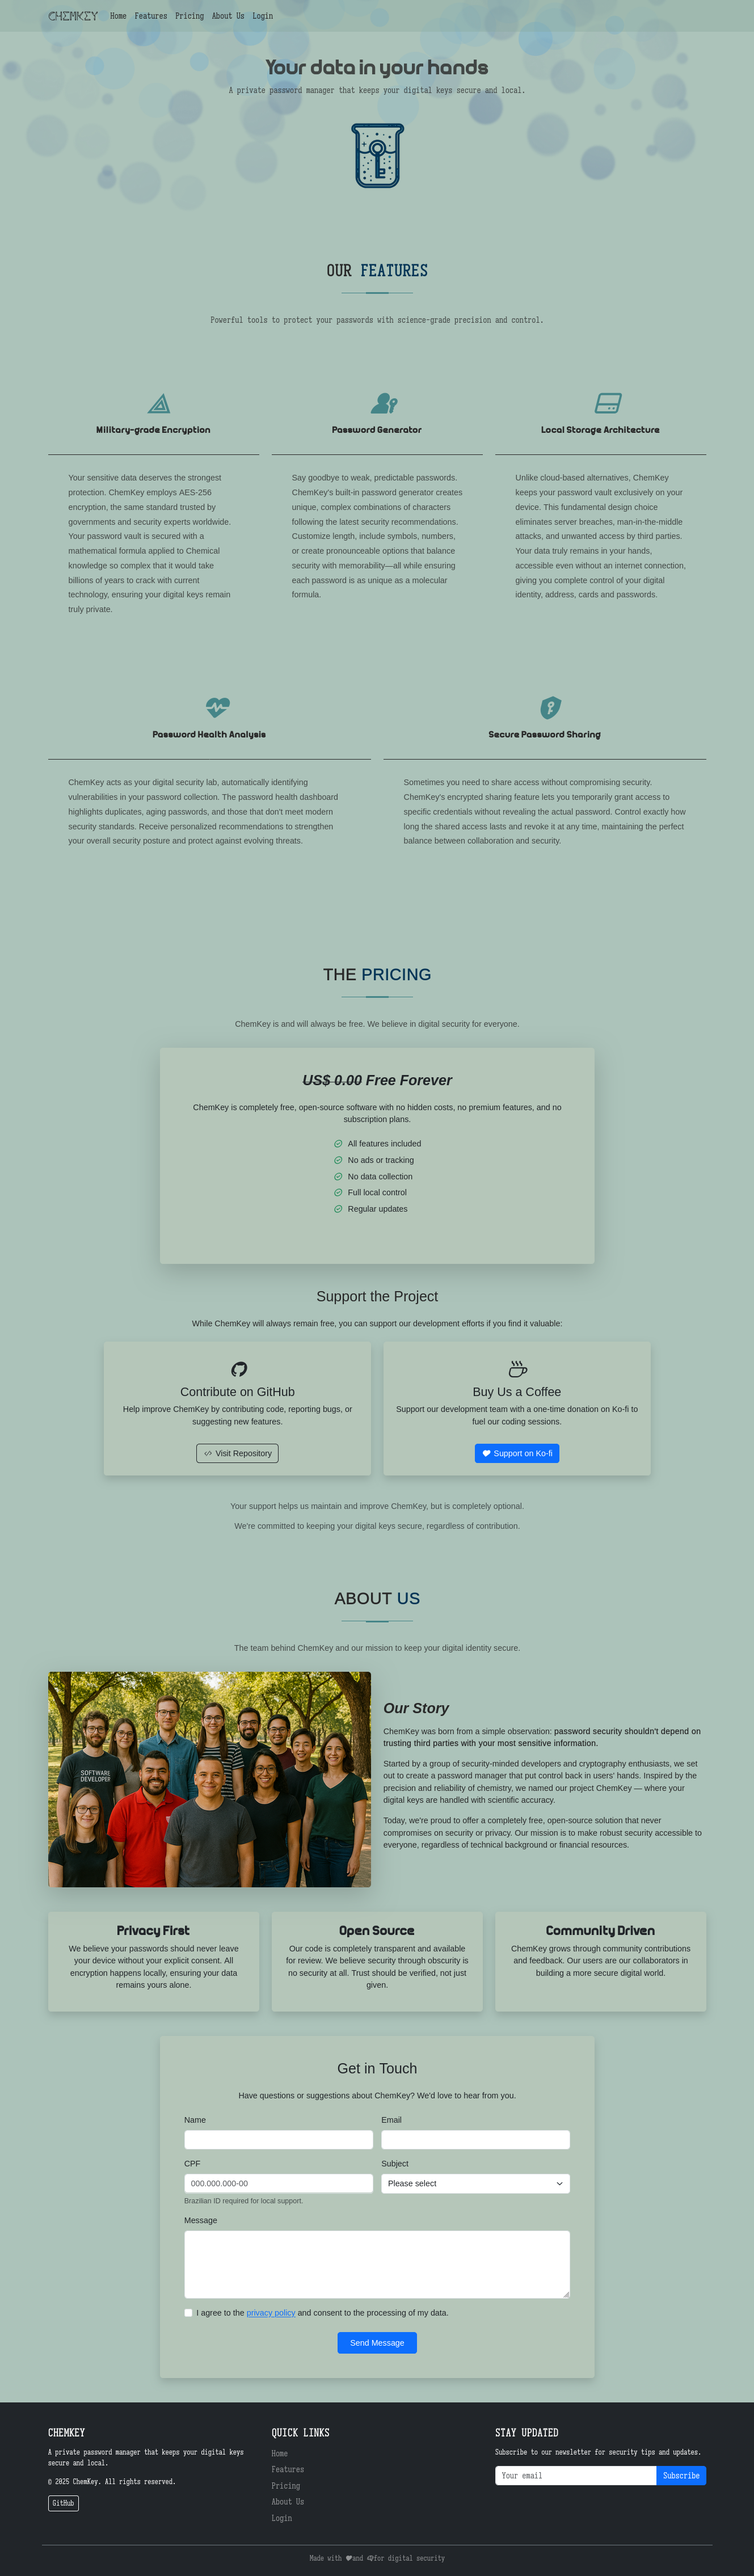 CHEMKEY Home Features Pricing About Us Login
Your data in your hands
A private password manager that keeps your digital keys secure and local.
OUR FEATURES
Powerful tools to protect your passwords with science-grade precision and control.
Military-grade Encryption
Your sensitive data deserves the strongest
protection. ChemKey employs AES-256
encryption, the same standard trusted by
governments and security experts worldwide.
Your password vault is secured with a
mathematical formula applied to Chemical
knowledge so complex that it would take
billions of years to crack with current
technology, ensuring your digital keys remain
truly private.
Password Generator
Say goodbye to weak, predictable passwords.
ChemKey's built-in password generator creates
unique, complex combinations of characters
following the latest security recommendations.
Customize length, include symbols, numbers,
or create pronounceable options that balance
security with memorability—all while ensuring
each password is as unique as a molecular
formula.
Local Storage Architecture
Unlike cloud-based alternatives, ChemKey
keeps your password vault exclusively on your
device. This fundamental design choice
eliminates server breaches, man-in-the-middle
attacks, and unwanted access by third parties.
Your data truly remains in your hands,
accessible even without an internet connection,
giving you complete control of your digital
identity, address, cards and passwords.
Password Health Analysis
ChemKey acts as your digital security lab, automatically identifying
vulnerabilities in your password collection. The password health dashboard
highlights duplicates, aging passwords, and those that don't meet modern
security standards. Receive personalized recommendations to strengthen
your overall security posture and protect against evolving threats.
Secure Password Sharing
Sometimes you need to share access without compromising security.
ChemKey's encrypted sharing feature lets you temporarily grant access to
specific credentials without revealing the actual password. Control exactly how
long the shared access lasts and revoke it at any time, maintaining the perfect
balance between collaboration and security.
THE PRICING
ChemKey is and will always be free. We believe in digital security for everyone.
US$ 0.00 Free Forever
ChemKey is completely free, open-source software with no hidden costs, no premium features, and no
subscription plans.
All features included
No ads or tracking
No data collection
Full local control
Regular updates
Support the Project
While ChemKey will always remain free, you can support our development efforts if you find it valuable:
Contribute on GitHub
Help improve ChemKey by contributing code, reporting bugs, or
suggesting new features.
Visit Repository
Buy Us a Coffee
Support our development team with a one-time donation on Ko-fi to
fuel our coding sessions.
Support on Ko-fi
Your support helps us maintain and improve ChemKey, but is completely optional.
We're committed to keeping your digital keys secure, regardless of contribution.
ABOUT US
The team behind ChemKey and our mission to keep your digital identity secure.
SOFTWARE
DEVELOPER
Our Story
ChemKey was born from a simple observation: password security shouldn't depend on
trusting third parties with your most sensitive information.
Started by a group of security-minded developers and cryptography enthusiasts, we set
out to create a password manager that put control back in users' hands. Inspired by the
precision and reliability of chemistry, we named our project ChemKey — where your
digital keys are handled with scientific accuracy.
Today, we're proud to offer a completely free, open-source solution that never
compromises on security or privacy. Our mission is to make robust security accessible to
everyone, regardless of technical background or financial resources.
Privacy First
We believe your passwords should never leave
your device without your explicit consent. All
encryption happens locally, ensuring your data
remains yours alone.
Open Source
Our code is completely transparent and available
for review. We believe security through obscurity is
no security at all. Trust should be verified, not just
given.
Community Driven
ChemKey grows through community contributions
and feedback. Our users are our collaborators in
building a more secure digital world.
Get in Touch
Have questions or suggestions about ChemKey? We'd love to hear from you.
Name
Email
CPF
000.000.000-00
Brazilian ID required for local support.
Subject
Please select
Message
I agree to the privacy policy and consent to the processing of my data.
Send Message
CHEMKEY
A private password manager that keeps your digital keys
secure and local.
© 2025 ChemKey. All rights reserved.
GitHub
QUICK LINKS
Home
Features
Pricing
About Us
Login
STAY UPDATED
Subscribe to our newsletter for security tips and updates.
Your email
Subscribe
Made with and for digital security